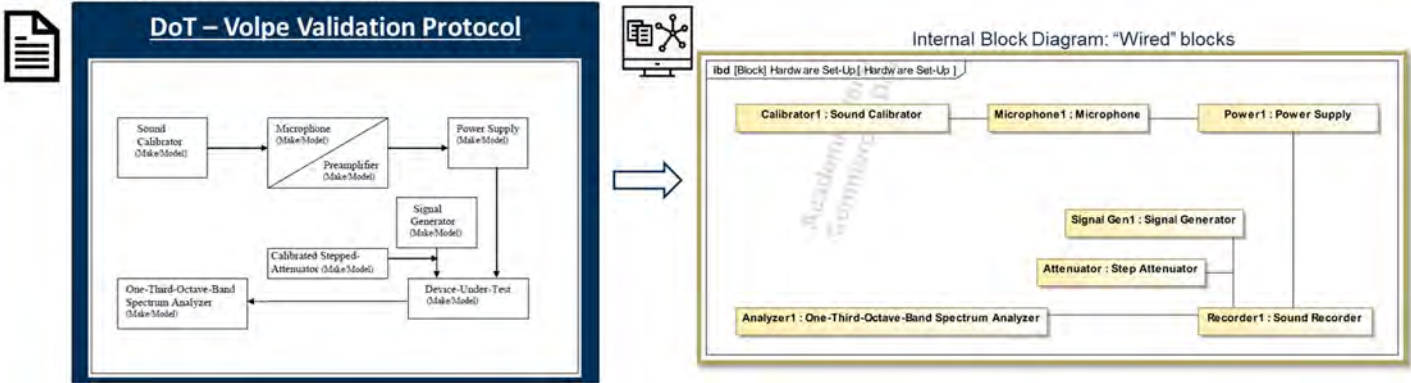 DoT – Volpe Validation Protocol
Sound
Calibrator
(Make/Model)
Microphone
(Make/Model)
Preamplifier
(Make/Model)
Power Supply
(Make/Model)
Signal
Generator
(Make/Model)
Calibrated Stepped-
Attenuator (Make/Model)
One-Third-Octave-Band
Spectrum Analyzer
(Make/Model)
Device-Under-Test
(Make/Model)
Internal Block Diagram: “Wired” blocks
ibd [Block] Hardware Set-Up[ Hardware Set-Up ]
Calibrator1 : Sound Calibrator
Microphone1 : Microphone
Power1 : Power Supply
Signal Gen1 : Signal Generator
Attenuator : Step Attenuator
Analyzer1 : One-Third-Octave-Band Spectrum Analyzer
Recorder1 : Sound Recorder